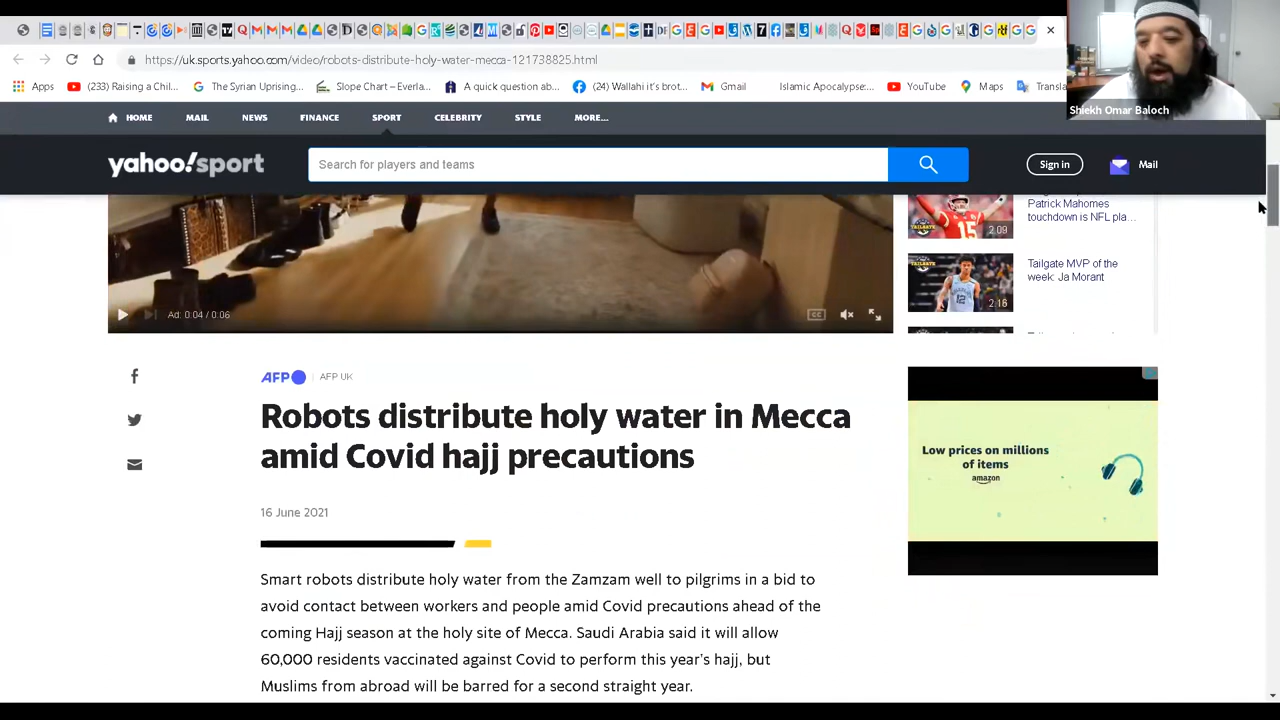 https://uk.sports.yahoo.com/video/robots-distribute-holy-water-mecca-121738825.html
Apps
(233) Raising a Chil...
The Syrian Uprising...
Slope Chart – Everla...
A quick question ab...
(24) Wallahi it's brot...
Gmail
Islamic Apocalypse:...
YouTube
Maps
Transla
Shiekh Omar Baloch
HOME
MAIL
NEWS
FINANCE
SPORT
CELEBRITY
STYLE
MORE...
yahoo!sport
Search for players and teams
Sign in
Mail
Patrick Mahomes
touchdown is NFL pla...
2:09
Tailgate MVP of the
week: Ja Morant
2:16
Ad: 0:04 / 0:06
CC
AFP
AFP UK
Robots distribute holy water in Mecca
amid Covid hajj precautions
16 June 2021
Smart robots distribute holy water from the Zamzam well to pilgrims in a bid to
avoid contact between workers and people amid Covid precautions ahead of the
coming Hajj season at the holy site of Mecca. Saudi Arabia said it will allow
60,000 residents vaccinated against Covid to perform this year's hajj, but
Muslims from abroad will be barred for a second straight year.
Low prices on millions
of items
amazon